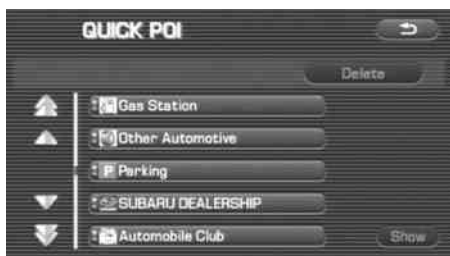 QUICK POI
Delete
Gas Station
Other Automotive
P Parking
SUBARU DEALERSHIP
Automobile Club
Show